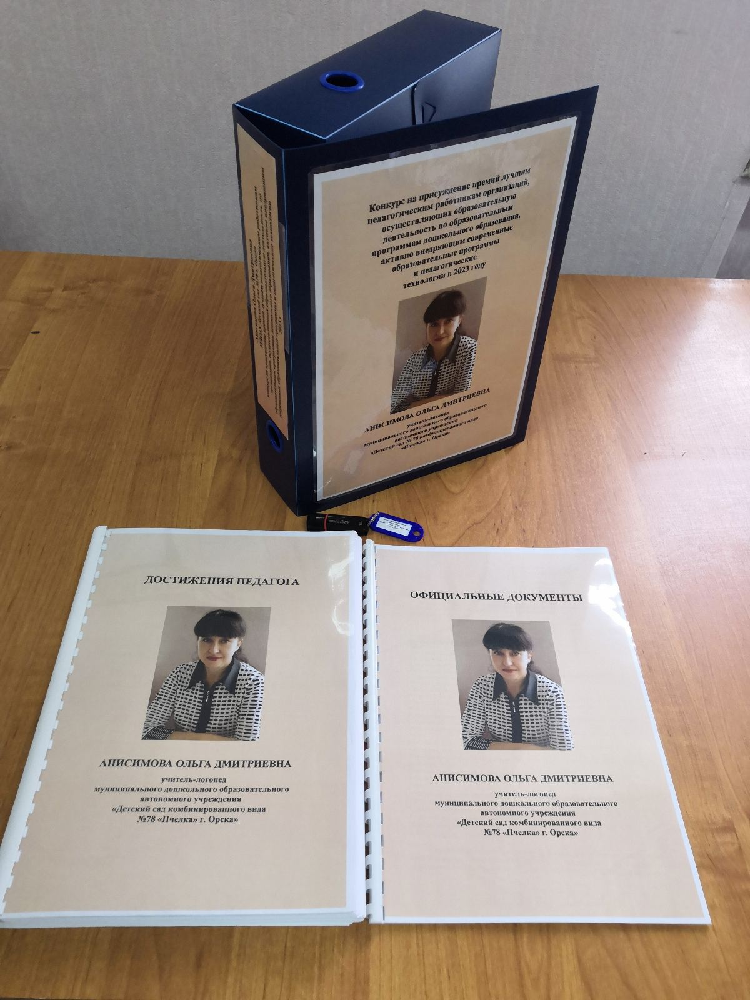 Конкурс на присуждение премий лучшим
педагогическим работникам организаций,
осуществляющих образовательную
деятельность по образовательным
программам дошкольного образования,
активно внедряющим современные
образовательные программы
и педагогические
технологии в 2023 году
АНИСИМОВА ОЛЬГА ДМИТРИЕВНА
учитель-логопед
муниципального дошкольного образовательного
автономного учреждения
«Детский сад № 78 комбинированного вида
«Пчелка» г. Орска»
Анисимова Ольга Дмитриевна
smartbuy
ДОСТИЖЕНИЯ ПЕДАГОГА
АНИСИМОВА ОЛЬГА ДМИТРИЕВНА
учитель-логопед
муниципального дошкольного образовательного
автономного учреждения
«Детский сад комбинированного вида
№78 «Пчелка» г. Орска»
ОФИЦИАЛЬНЫЕ ДОКУМЕНТЫ
АНИСИМОВА ОЛЬГА ДМИТРИЕВНА
учитель-логопед
муниципального дошкольного образовательного
автономного учреждения
«Детский сад комбинированного вида
№78 «Пчелка» г. Орска»